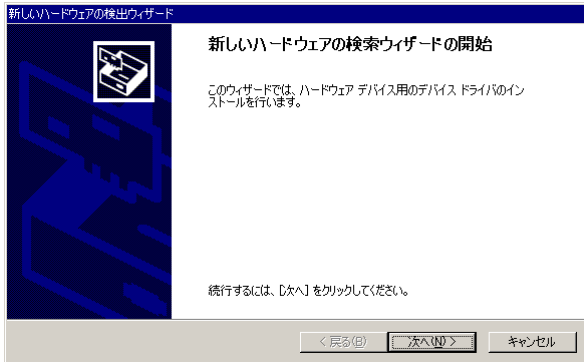 新しいハードウェアの検出ウィザード
新しいハードウェアの検索ウィザードの開始
このウィザードでは、ハードウェア デバイス用のデバイス ドライバのイン
ストールを行います。
続行するには、[次へ] をクリックしてください。
< 戻る(B)
次へ(N) >
キャンセル